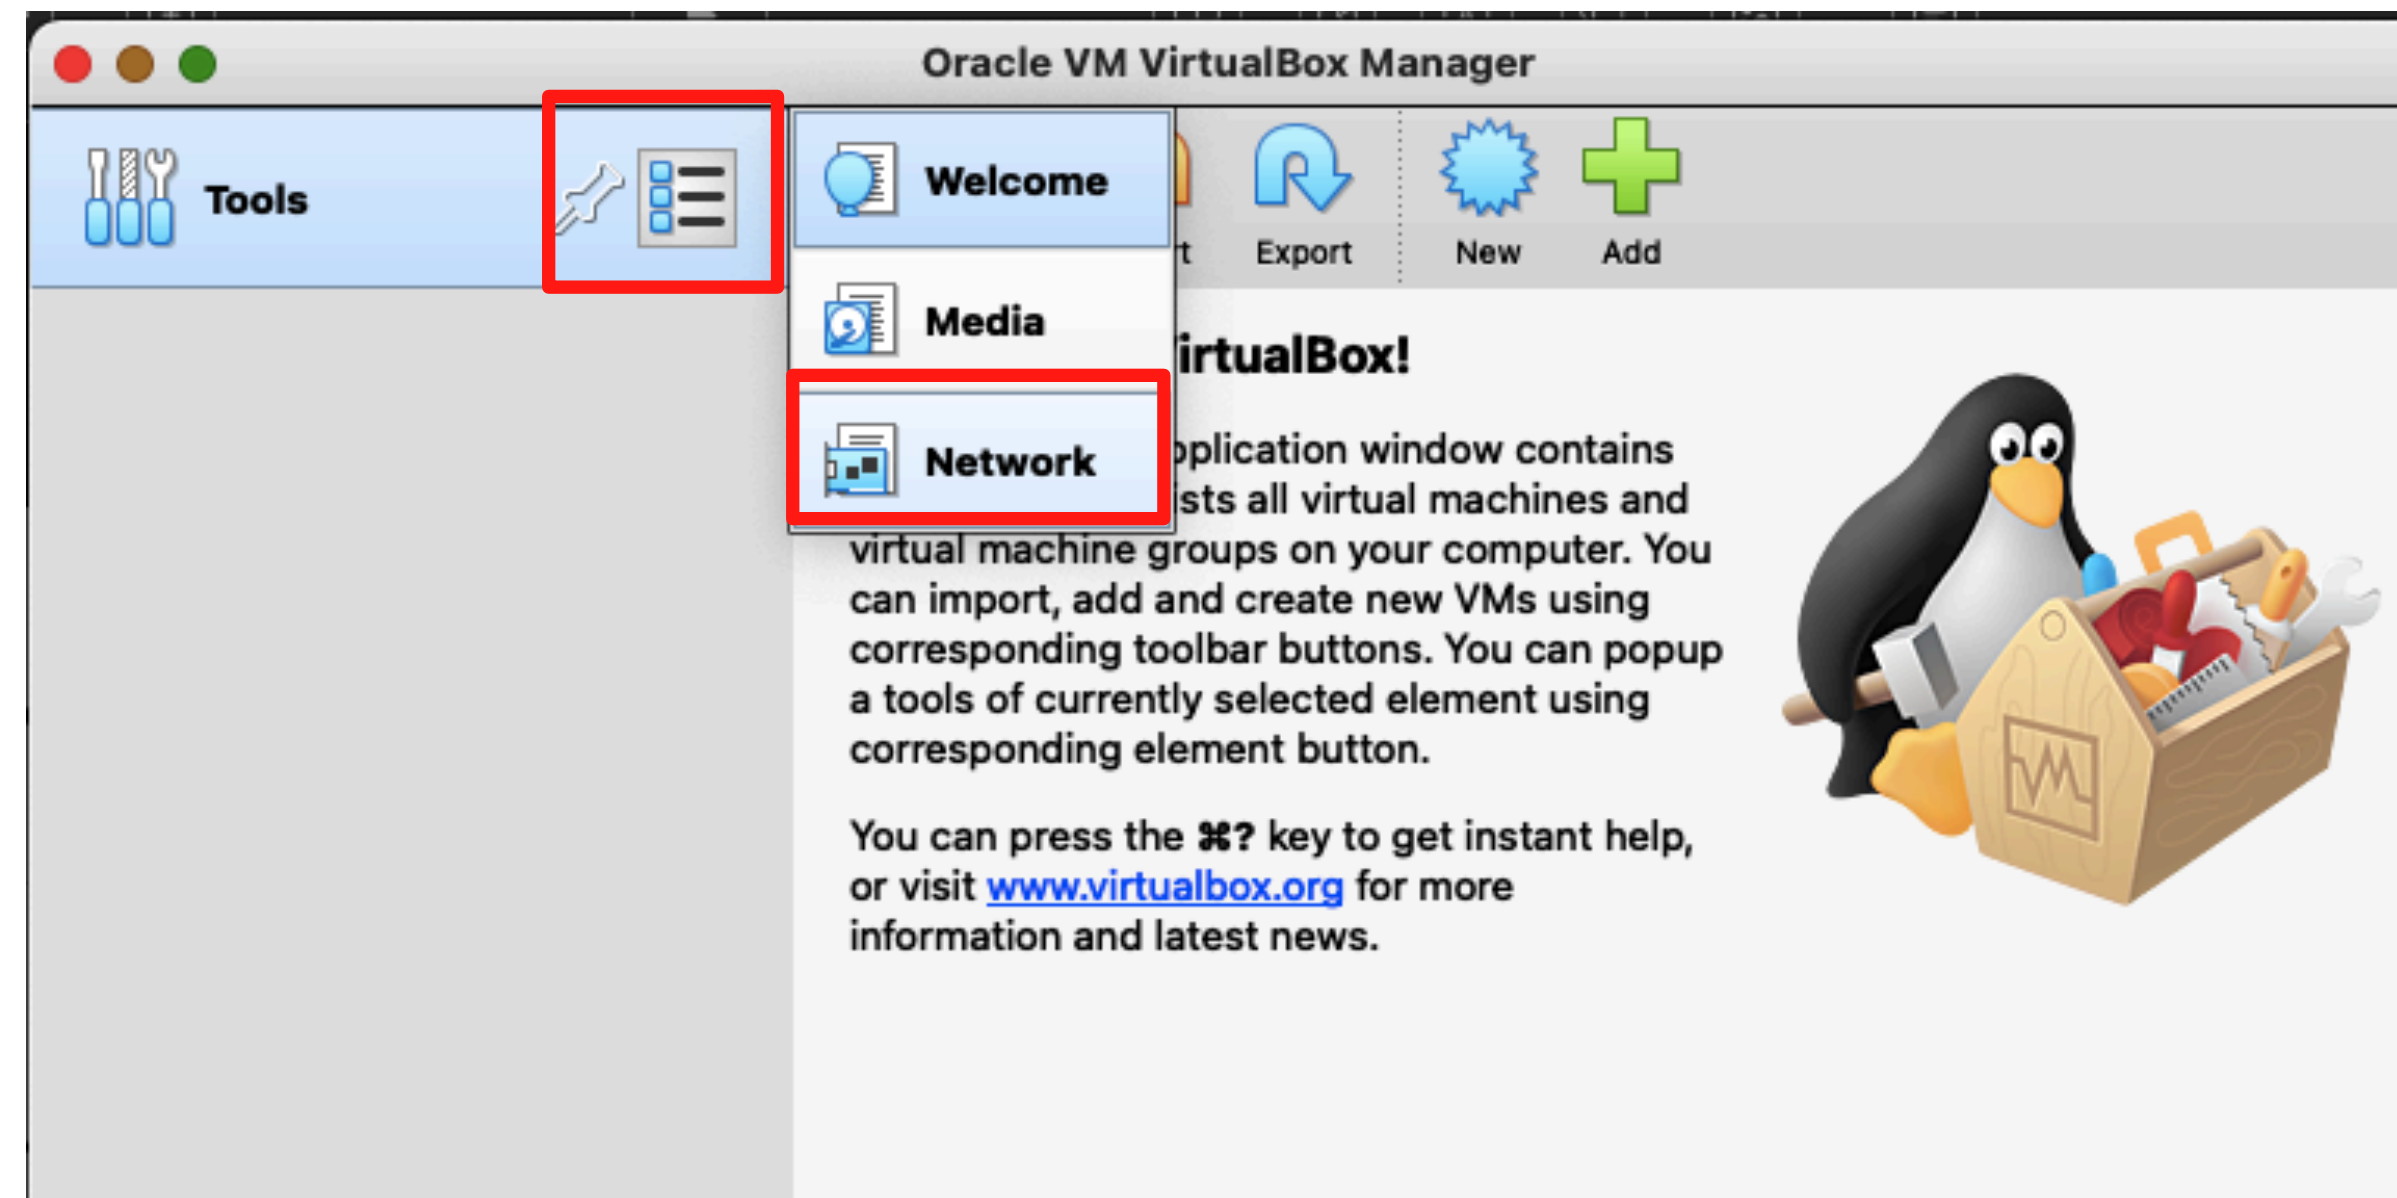 Oracle VM VirtualBox Manager
Tools
Welcome
Media
Network
Export
New
Add
irtualBox!
plication window contains
ists all virtual machines and
virtual machine groups on your computer. You
can import, add and create new VMs using
corresponding toolbar buttons. You can popup
a tools of currently selected element using
corresponding element button.
You can press the ⌘? key to get instant help,
or visit www.virtualbox.org for more
information and latest news.